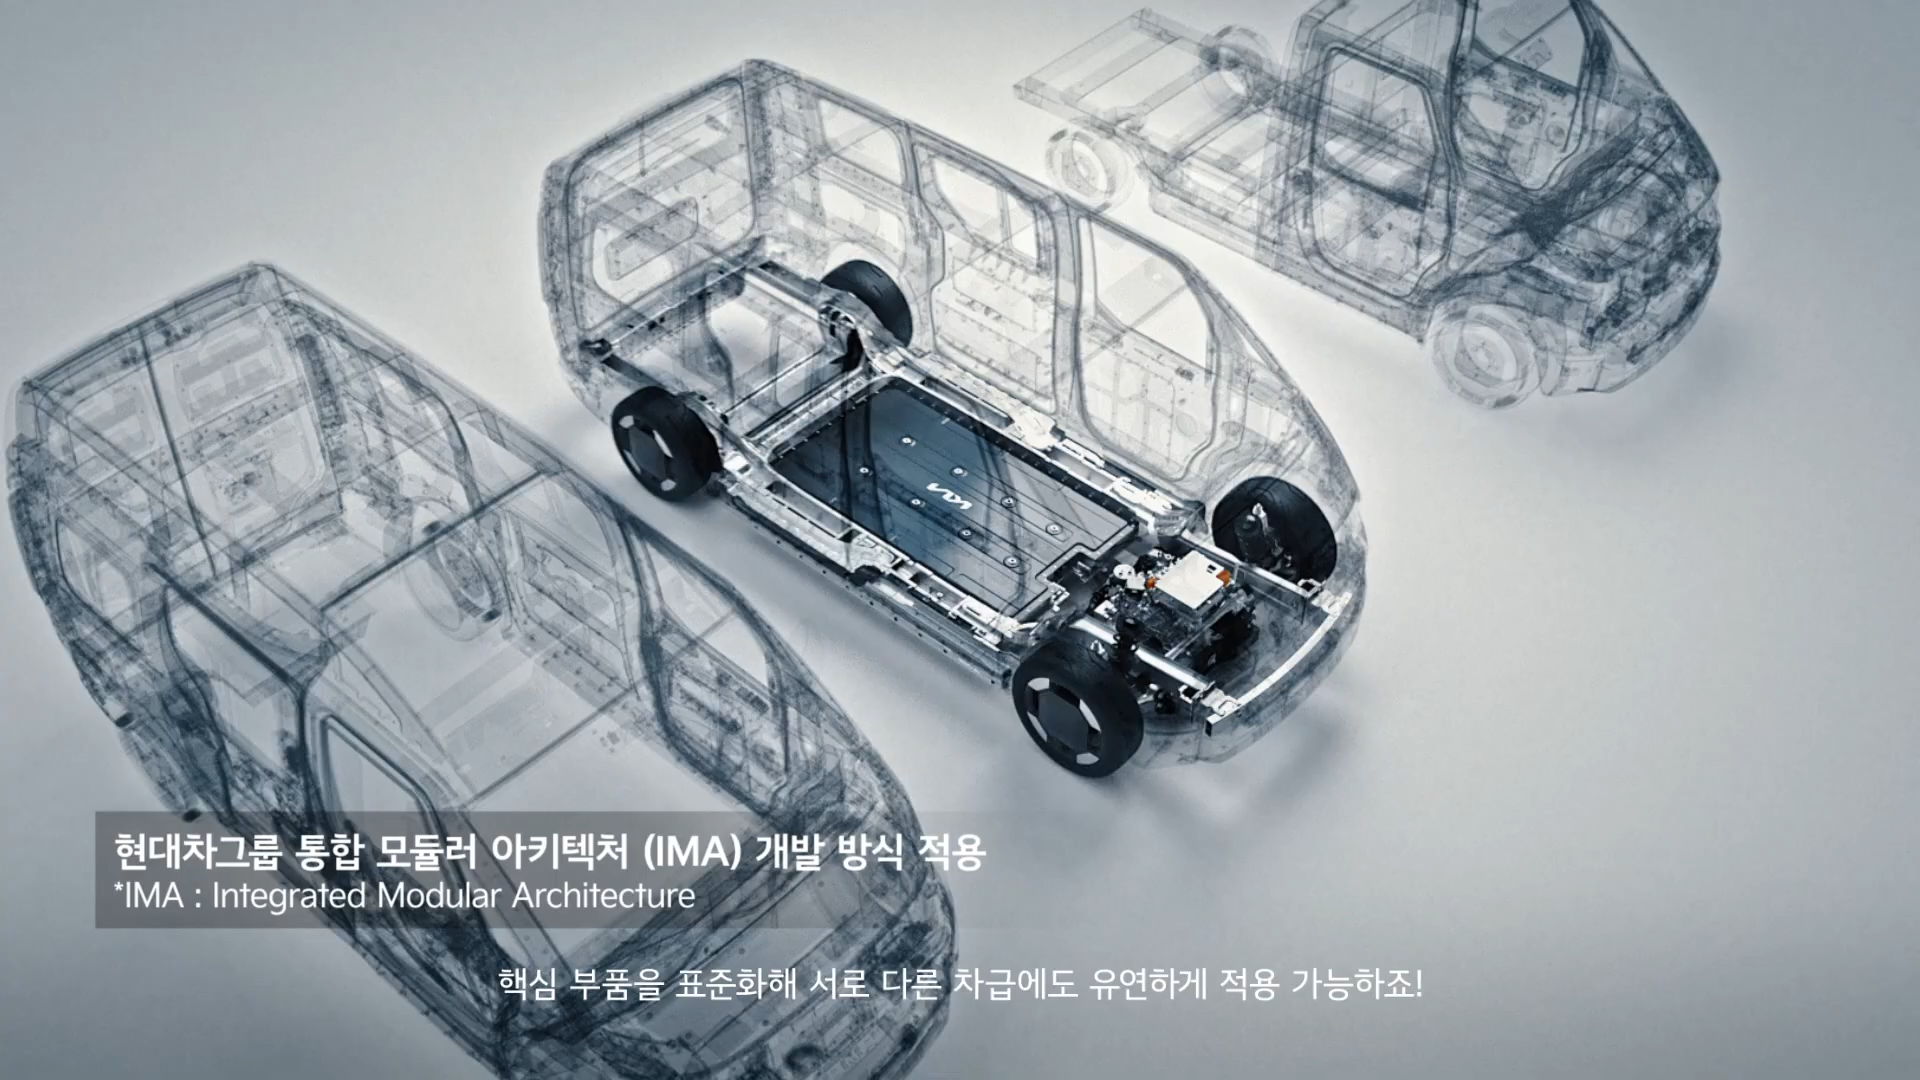 KIA
현대차그룹 통합 모듈러 아키텍처 (IMA) 개발 방식 적용
*IMA : Integrated Modular Architecture
핵심 부품을 표준화해 서로 다른 차급에도 유연하게 적용 가능하죠!